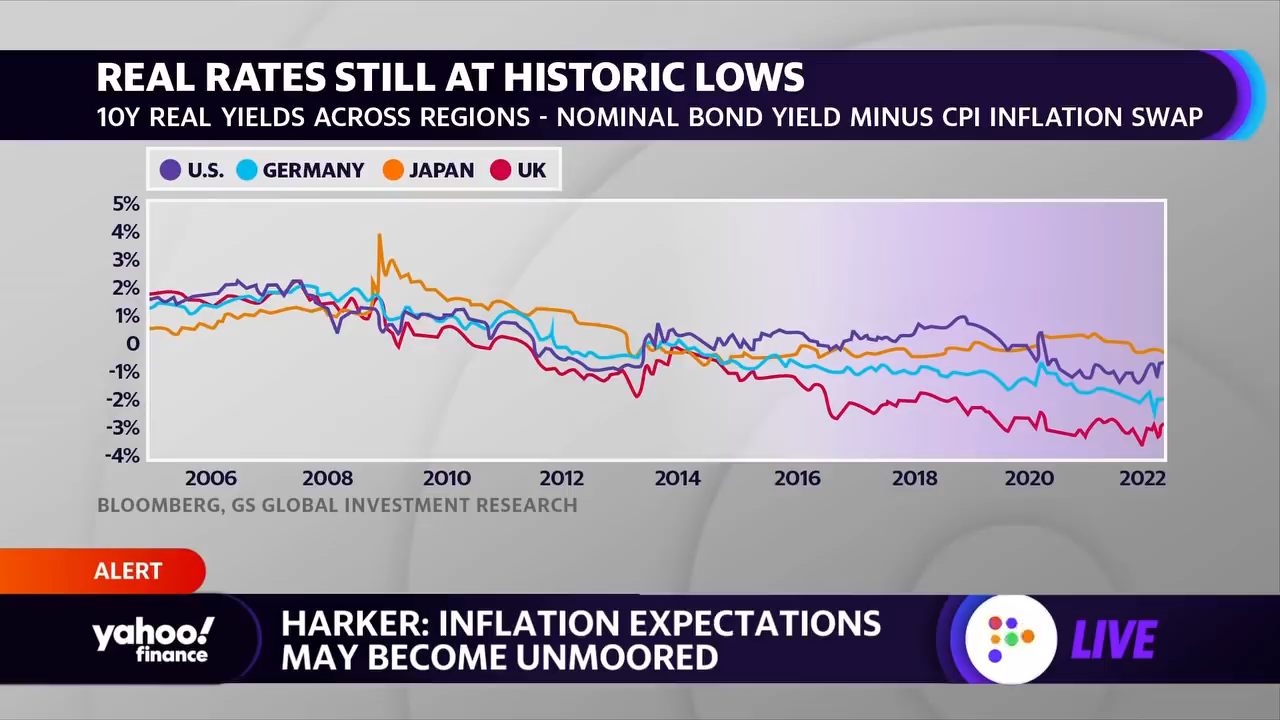 REAL RATES STILL AT HISTORIC LOWS
10Y REAL YIELDS ACROSS REGIONS - NOMINAL BOND YIELD MINUS CPI INFLATION SWAP
U.S. GERMANY JAPAN UK
5%
4%
3%
2%
1%
0
-1%
-2%
-3%
-4%
2006 2008 2010 2012 2014 2016 2018 2020 2022
BLOOMBERG, GS GLOBAL INVESTMENT RESEARCH
ALERT
yahoo!
finance
HARKER: INFLATION EXPECTATIONS
MAY BECOME UNMOORED
LIVE